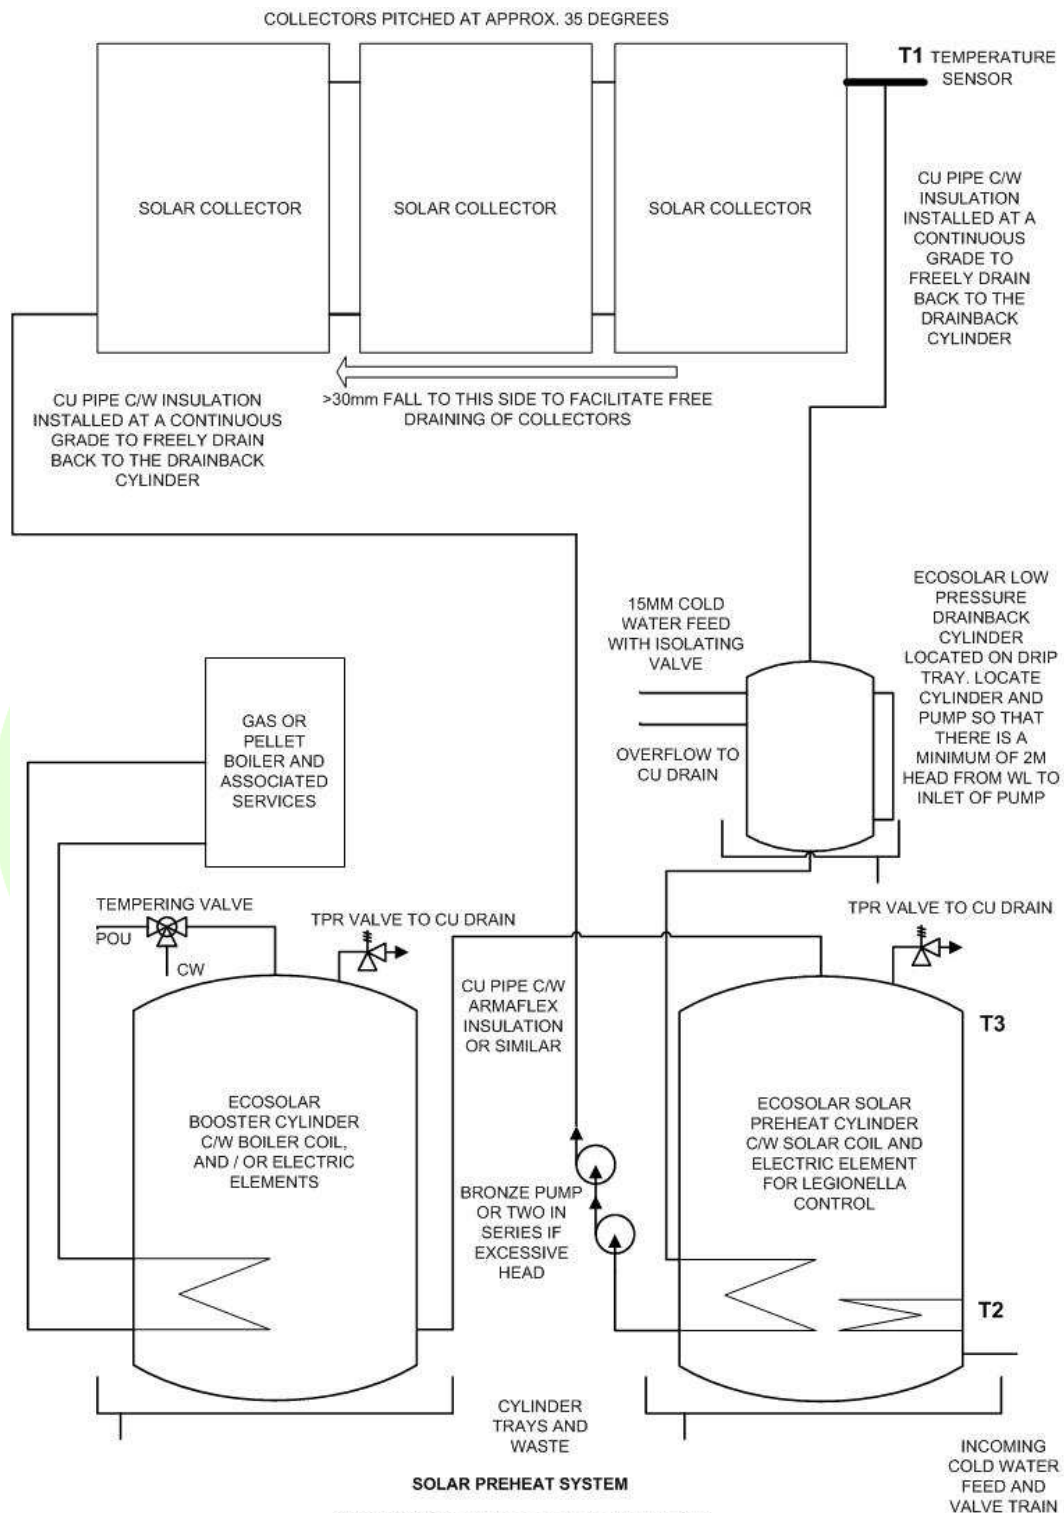 COLLECTORS PITCHED AT APPROX. 35 DEGREES
T1 TEMPERATURE
SENSOR
SOLAR COLLECTOR
SOLAR COLLECTOR
SOLAR COLLECTOR
CU PIPE C/W
INSULATION
INSTALLED AT A
CONTINUOUS
GRADE TO
FREELY DRAIN
BACK TO THE
DRAINBACK
CYLINDER
CU PIPE C/W INSULATION
INSTALLED AT A CONTINUOUS
GRADE TO FREELY DRAIN
BACK TO THE DRAINBACK
CYLINDER
>30mm FALL TO THIS SIDE TO FACILITATE FREE
DRAINING OF COLLECTORS
15MM COLD
WATER FEED
WITH ISOLATING
VALVE
OVERFLOW TO
CU DRAIN
ECOSOLAR LOW
PRESSURE
DRAINBACK
CYLINDER
LOCATED ON DRIP
TRAY. LOCATE
CYLINDER AND
PUMP SO THAT
THERE IS A
MINIMUM OF 2M
HEAD FROM WL TO
INLET OF PUMP
GAS OR
PELLET
BOILER AND
ASSOCIATED
SERVICES
TEMPERING VALVE
POU
CW
TPR VALVE TO CU DRAIN
TPR VALVE TO CU DRAIN
CU PIPE C/W
ARMAFLEX
INSULATION
OR SIMILAR
T3
ECOSOLAR
BOOSTER CYLINDER
C/W BOILER COIL,
AND / OR ELECTRIC
ELEMENTS
ECOSOLAR SOLAR
PREHEAT CYLINDER
C/W SOLAR COIL AND
ELECTRIC ELEMENT
FOR LEGIONELLA
CONTROL
BRONZE PUMP
OR TWO IN
SERIES IF
EXCESSIVE
HEAD
T2
CYLINDER
TRAYS AND
WASTE
INCOMING
COLD WATER
FEED AND
VALVE TRAIN
SOLAR PREHEAT SYSTEM